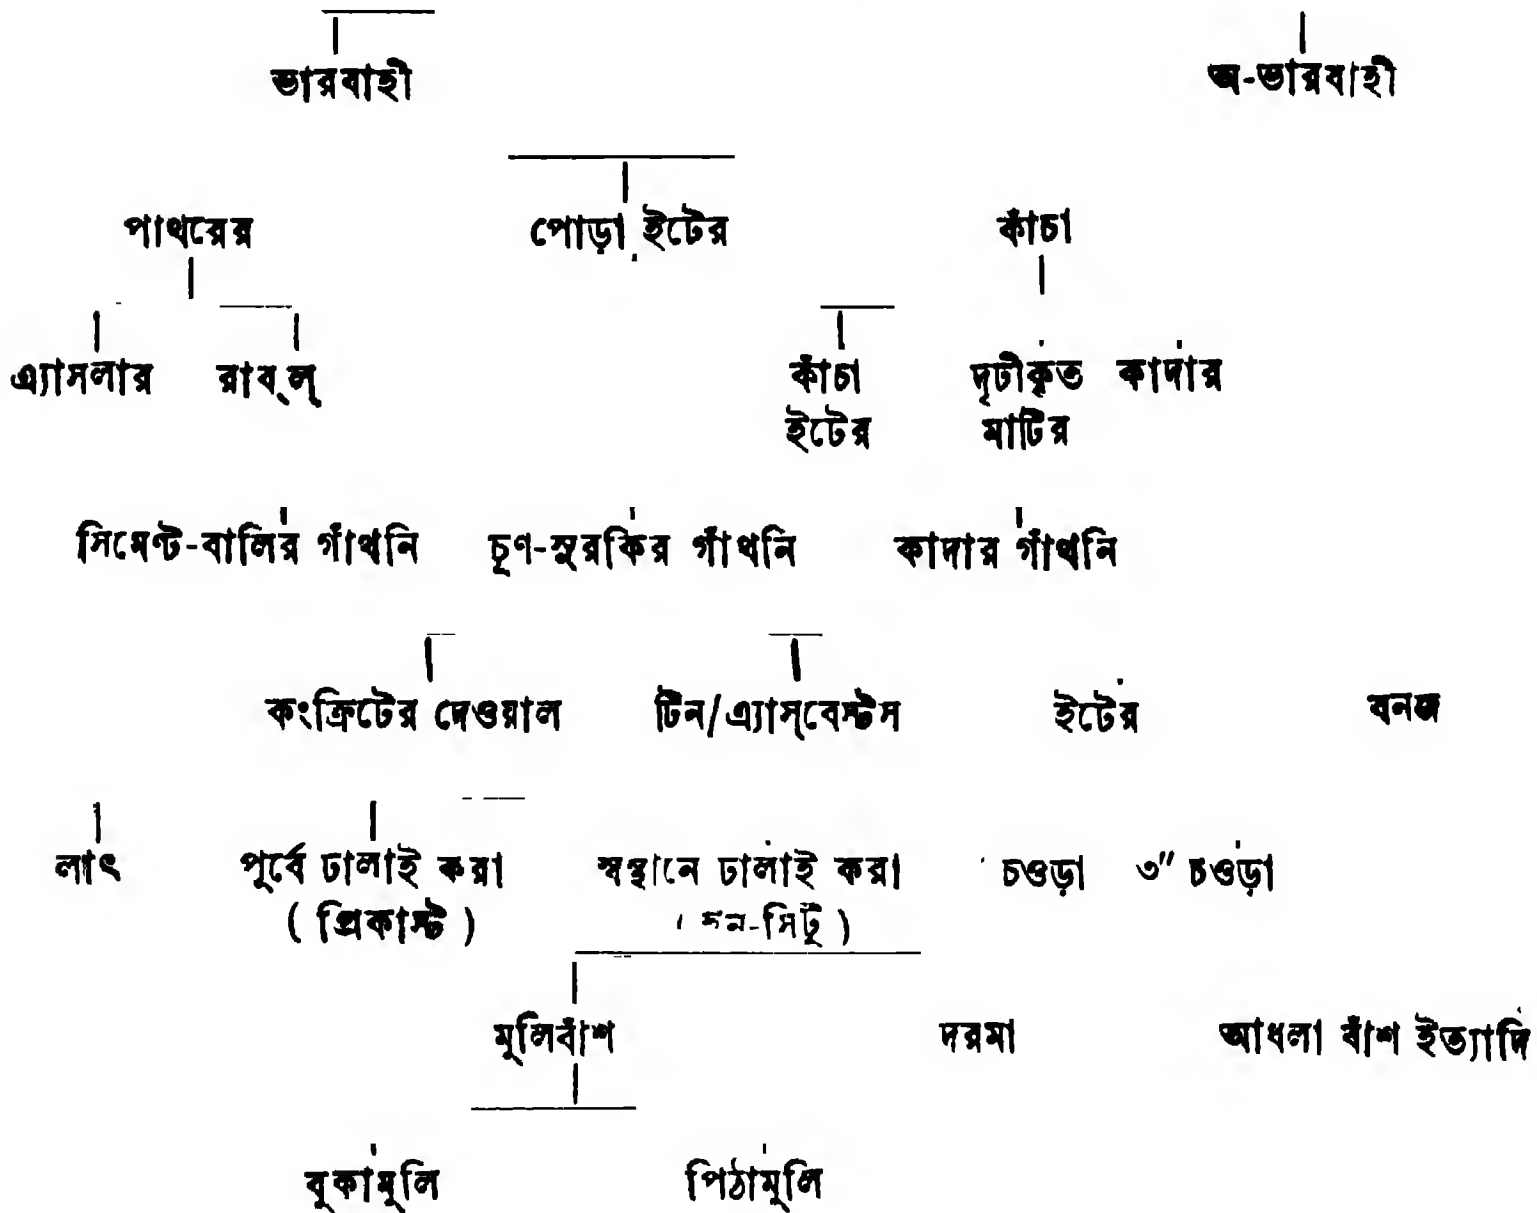 ভারবাহী অ-ভারবাহী
পাথরের পোড়া ইটের কাঁচা
এ্যাসলার রাব্‌ল্‌ কাঁচা দৃঢীকৃত কাদার
ইটের মাটির
সিমেণ্ট-বালির গাঁথনি চূণ-সুরকির গাঁথনি কাদার গাঁথনি
কংক্রিটের দেওয়াল টিন/এ্যাস্‌বেস্টস ইটের বনজ
লাৎ পূর্বে ঢালাই করা স্বস্থানে ঢালাই করা চওড়া ৩" চওড়া
( প্রিকাস্ট ) -সিটু )
মুলিবাঁশ দরমা আধলা বাঁশ ইত্যাদি
বুকামুলি পিঠামুলি